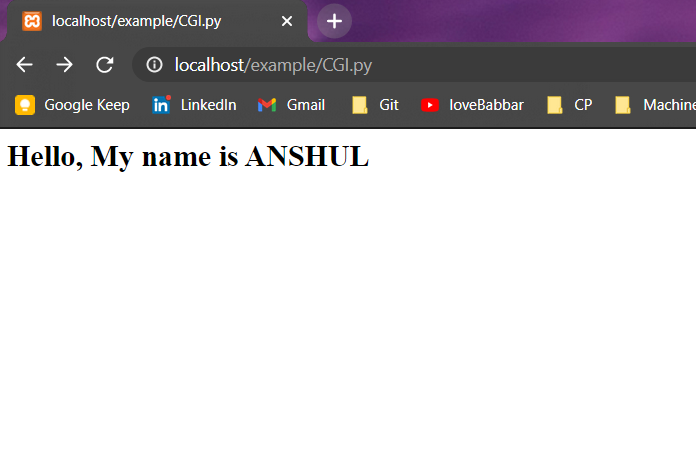 localhost/example/CGI.py
localhost/example/CGI.py
Google Keep LinkedIn Gmail Git loveBabbar CP Machine
Hello, My name is ANSHUL